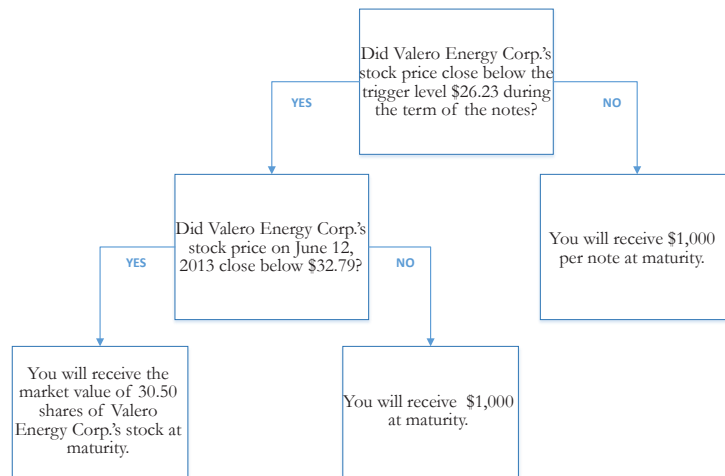 Did Valero Energy Corp.'s
stock price close below the
trigger level $26.23 during
the term of the notes?
YES
NO
Did Valero Energy Corp.'s
stock price on June 12,
2013 close below $32.79?
You will receive $1,000
per note at maturity.
YES
NO
You will receive the
market value of 30.50
shares of Valero
Energy Corp.'s stock at
maturity.
You will receive $1,000
at maturity.